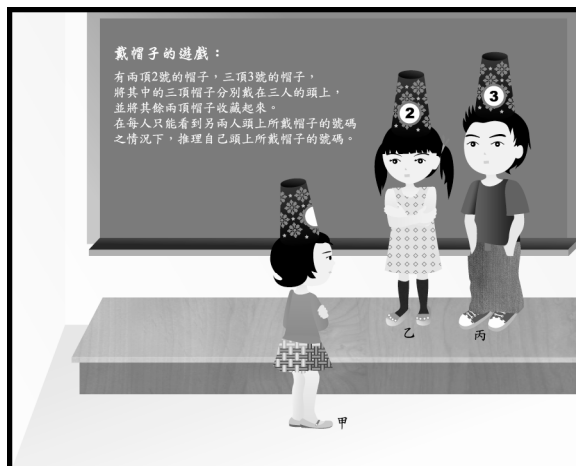 戴帽子的遊戲：
有兩頂2號的帽子，三頂3號的帽子，
將其中的三頂帽子分別戴在三人的頭上，
並將其餘兩頂帽子收藏起來。
在每人只能看到另兩人頭上所戴帽子的號碼
之情況下，推理自己頭上所戴帽子的號碼。
3
2
乙
丙
甲